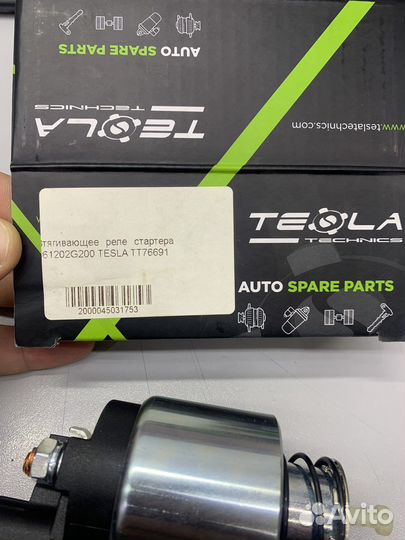 AUTO SPARE PARTS
TESLA
TECHNICS
www.teslatechnics.com
тягивающее реле стартера
61202G200 TESLA TT76691
2000045031753
TESLA
TECHNICS
AUTO SPARE PARTS
Avito